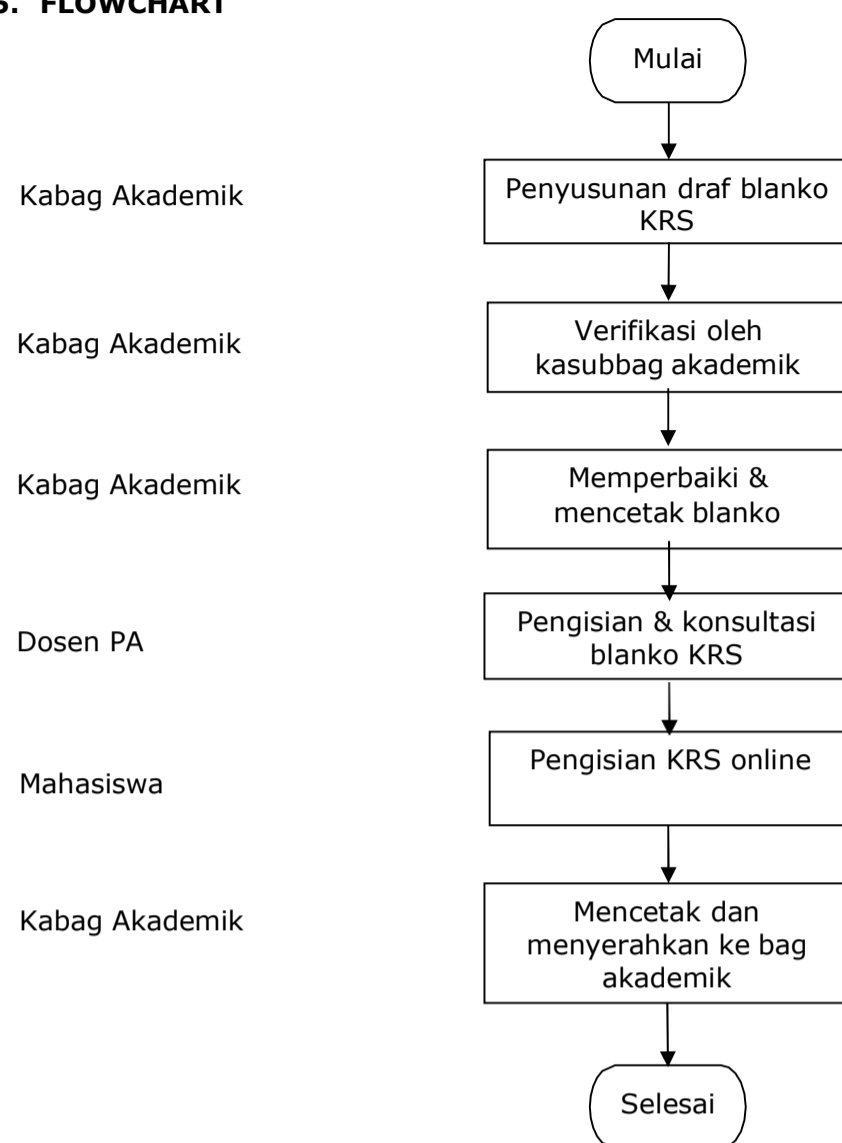 FLOWCHART
Mulai
Kabag Akademik
Penyusunan draf blanko
KRS
Kabag Akademik
Verifikasi oleh
kasubbag akademik
Kabag Akademik
Memperbaiki &
mencetak blanko
Dosen PA
Pengisian & konsultasi
blanko KRS
Mahasiswa
Pengisian KRS online
Kabag Akademik
Mencetak dan
menyerahkan ke bag
akademik
Selesai